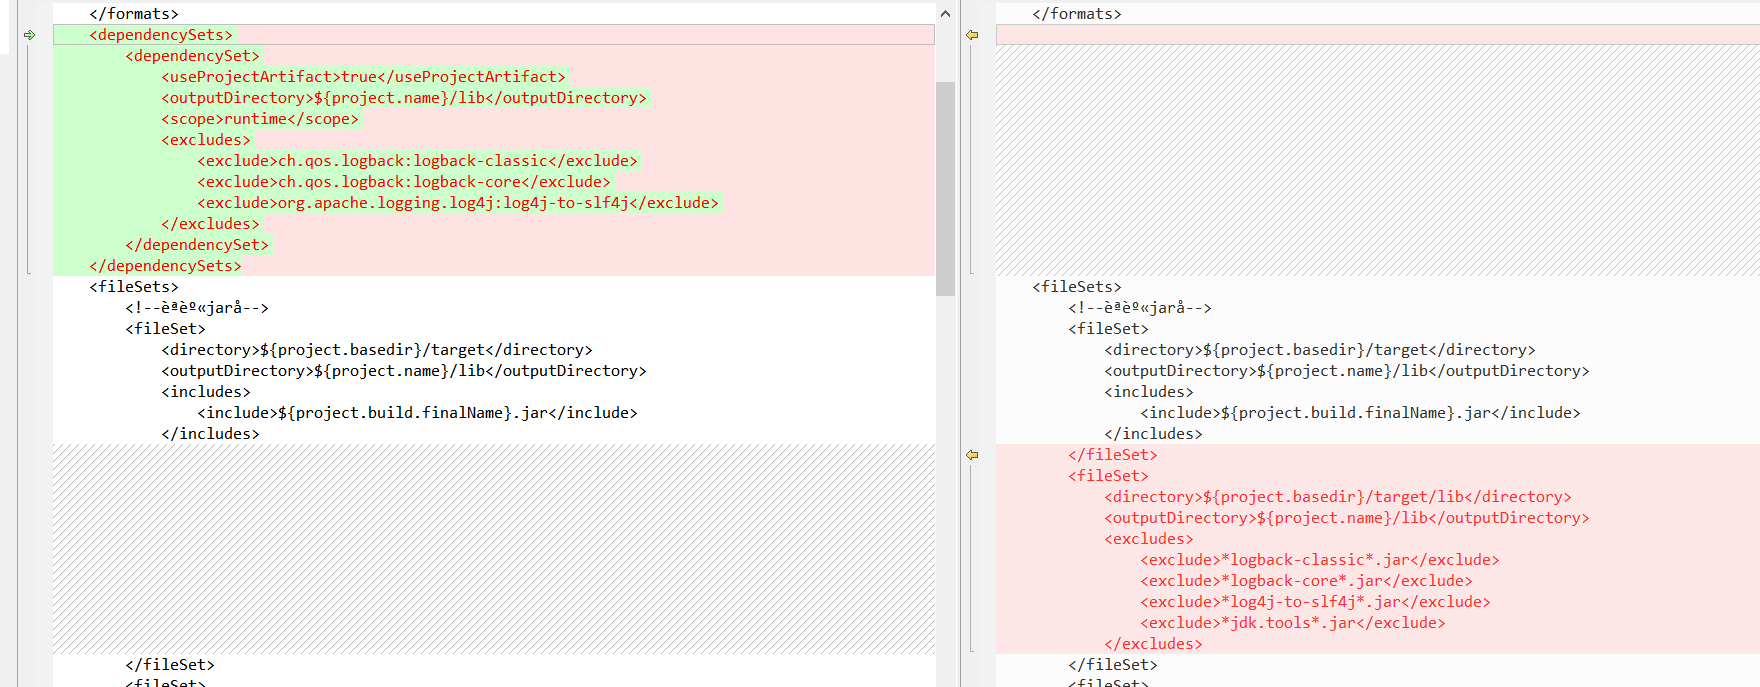 </formats>
<dependencySets>
<dependencySet>
<useProjectArtifact>true</useProjectArtifact>
<outputDirectory>${project.name}/lib</outputDirectory>
<scope>runtime</scope>
<excludes>
<exclude>ch.qos.logback:logback-classic</exclude>
<exclude>ch.qos.logback:logback-core</exclude>
<exclude>org.apache.logging.log4j:log4j-to-slf4j</exclude>
</excludes>
</dependencySet>
</dependencySets>
<fileSets>
<!--èªèº«jarå-->
<fileSet>
<directory>${project.basedir}/target</directory>
<outputDirectory>${project.name}/lib</outputDirectory>
<includes>
<include>${project.build.finalName}.jar</include>
</includes>
</fileSet>
<fileSet>
</formats>
<fileSets>
<!--èªèº«jarå-->
<fileSet>
<directory>${project.basedir}/target</directory>
<outputDirectory>${project.name}/lib</outputDirectory>
<includes>
<include>${project.build.finalName}.jar</include>
</includes>
</fileSet>
<fileSet>
<directory>${project.basedir}/target/lib</directory>
<outputDirectory>${project.name}/lib</outputDirectory>
<excludes>
<exclude>*logback-classic*.jar</exclude>
<exclude>*logback-core*.jar</exclude>
<exclude>*log4j-to-slf4j*.jar</exclude>
<exclude>*jdk.tools*.jar</exclude>
</excludes>
</fileSet>
<fileSet>